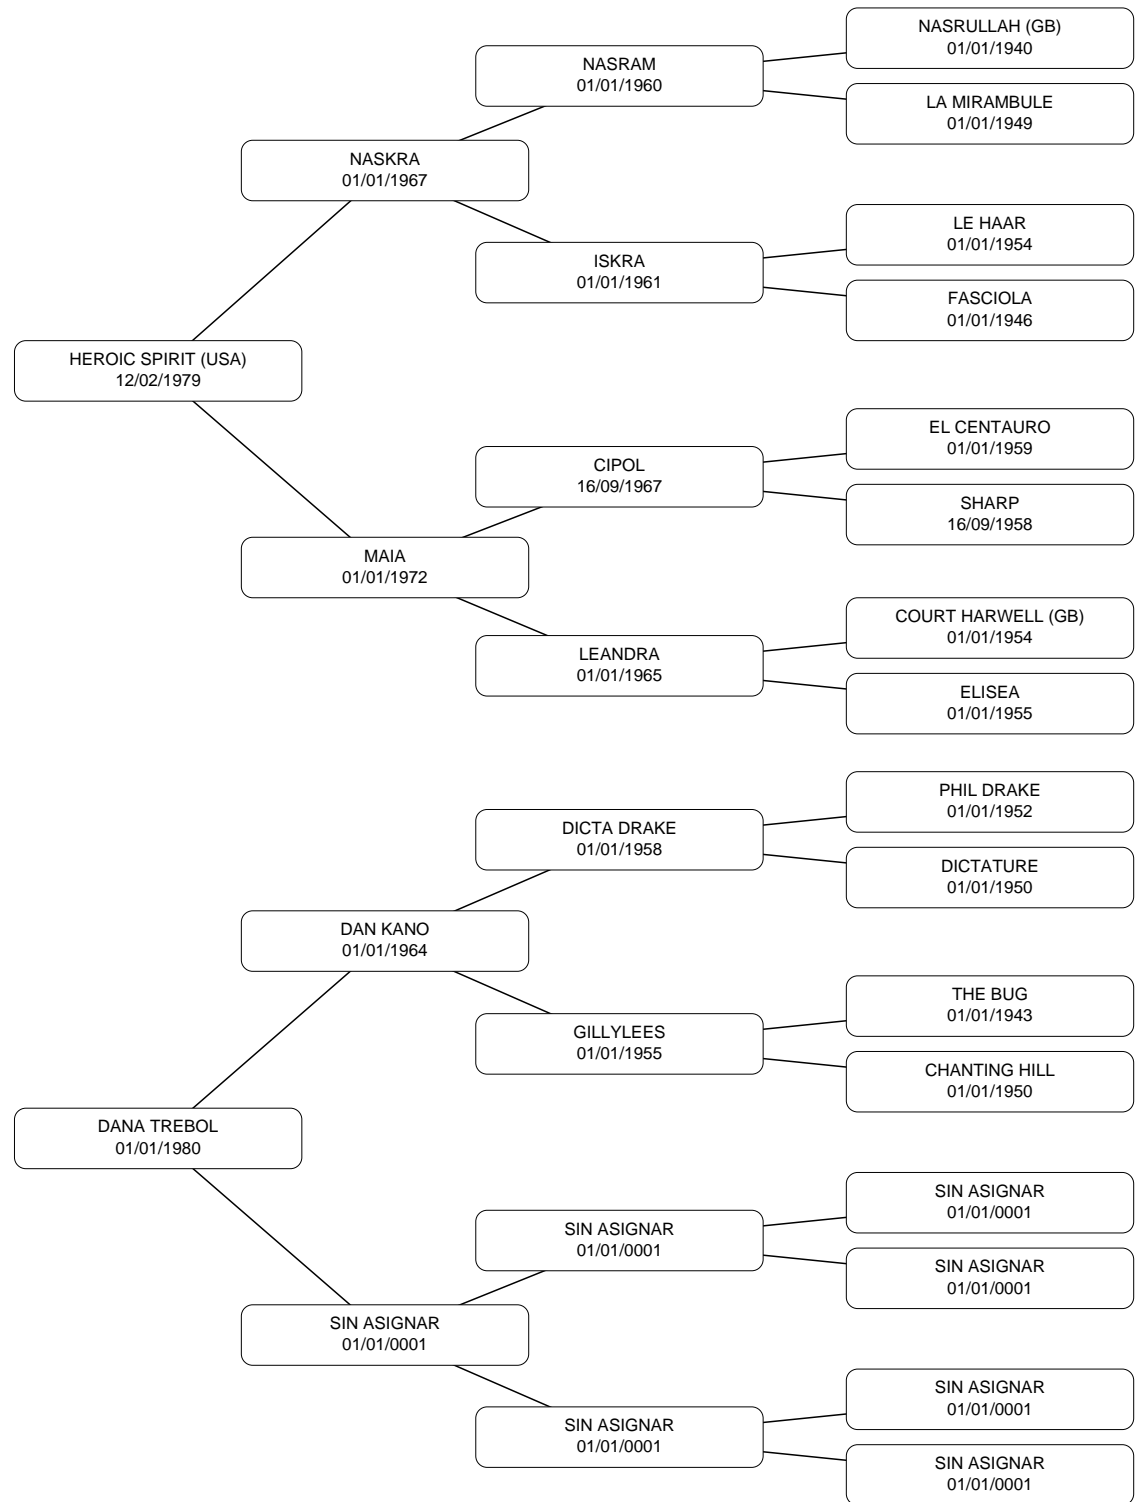 NASRULLAH (GB)
01/01/1940
NASRAM
01/01/1960
LA MIRAMBULE
01/01/1949
NASKRA
01/01/1967
LE HAAR
01/01/1954
ISKRA
01/01/1961
FASCIOLA
01/01/1946
HEROIC SPIRIT (USA)
12/02/1979
EL CENTAURO
01/01/1959
CIPOL
16/09/1967
SHARP
16/09/1958
MAIA
01/01/1972
COURT HARWELL (GB)
01/01/1954
LEANDRA
01/01/1965
ELISEA
01/01/1955
PHIL DRAKE
01/01/1952
DICTA DRAKE
01/01/1958
DICTATURE
01/01/1950
DAN KANO
01/01/1964
THE BUG
01/01/1943
GILLYLEES
01/01/1955
CHANTING HILL
01/01/1950
DANA TREBOL
01/01/1980
SIN ASIGNAR
01/01/0001
SIN ASIGNAR
01/01/0001
SIN ASIGNAR
01/01/0001
SIN ASIGNAR
01/01/0001
SIN ASIGNAR
01/01/0001
SIN ASIGNAR
01/01/0001
SIN ASIGNAR
01/01/0001